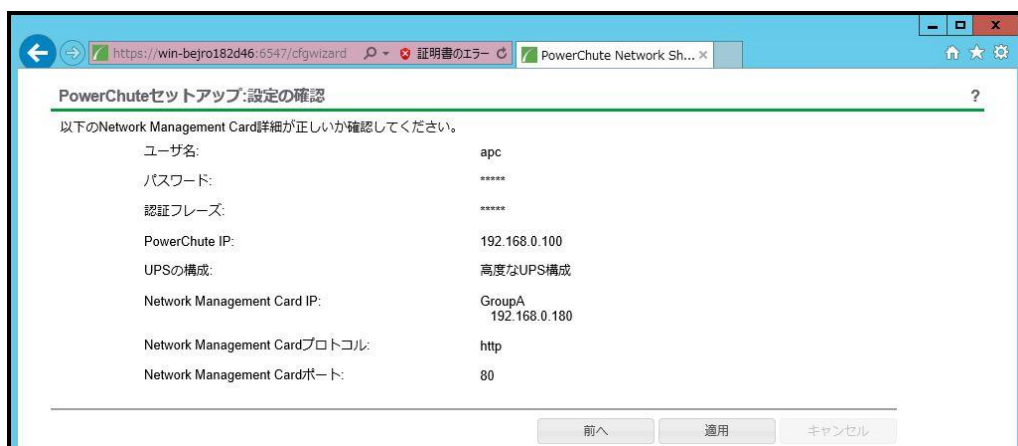 https://win-bejro182d46:6547/cfgwizard
証明書のエラー
PowerChute Network Sh...
PowerChuteセットアップ:設定の確認
?
以下のNetwork Management Card詳細が正しいか確認してください。
ユーザ名: apc
パスワード: *****
認証フレーズ: *****
PowerChute IP: 192.168.0.100
UPSの構成: 高度なUPS構成
Network Management Card IP: GroupA
192.168.0.180
Network Management Cardプロトコル: http
Network Management Cardポート: 80
前へ 適用 キャンセル